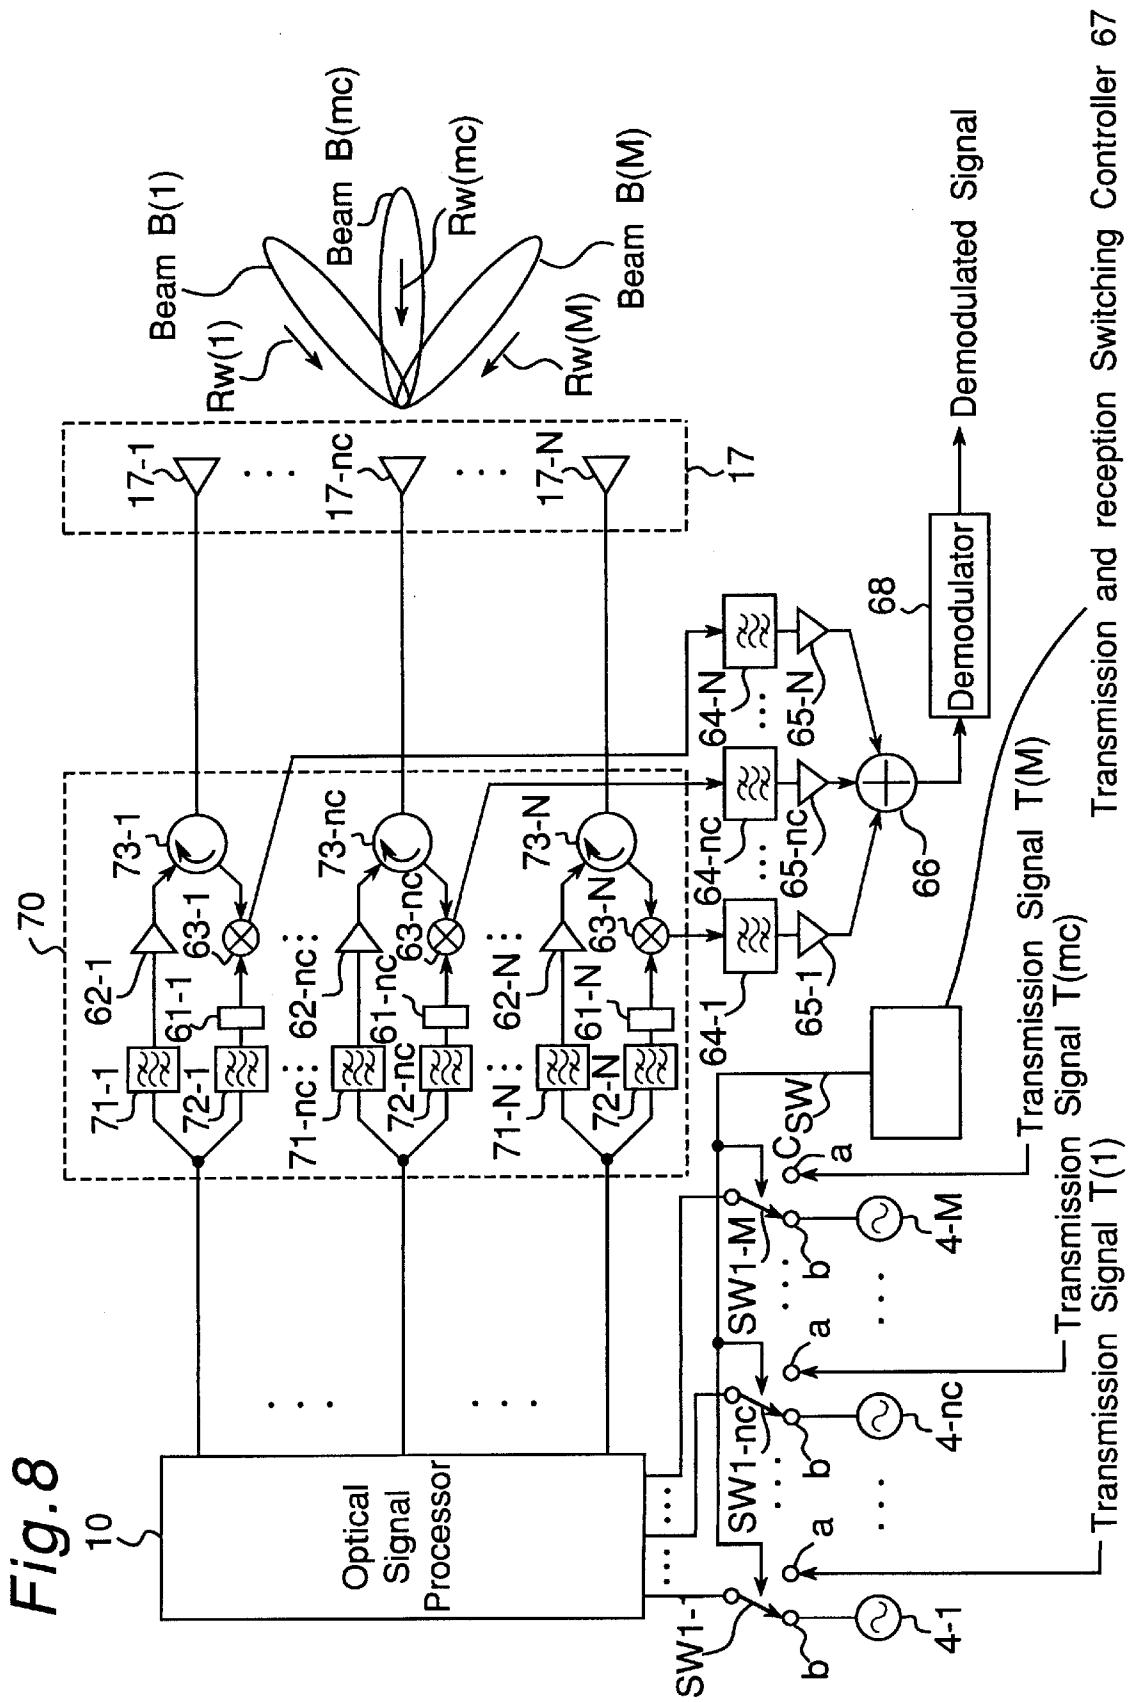 Fig.8
10
Optical
Signal
Processor
70
71-1
62-1
73-1
72-1
61-1
63-1
71-nc
62-nc
73-nc
72-nc
61-nc
63-nc
71-N
62-N
73-N
72-N
61-N
63-N
17-1
17-nc
17-N
17
Beam B(1)
Rw(1)
Beam B(mc)
Rw(mc)
Rw(M)
Beam B(M)
64-1
64-nc
64-N
65-1
65-nc
65-N
66
68
Demodulator
Demodulated Signal
SW1-1
SW1-nc
SW1-M
CSW
a
b
a
b
a
b
4-1
4-nc
4-M
Transmission Signal T(M)
Transmission Signal T(mc)
Transmission Signal T(1)
Transmission and reception Switching Controller 67